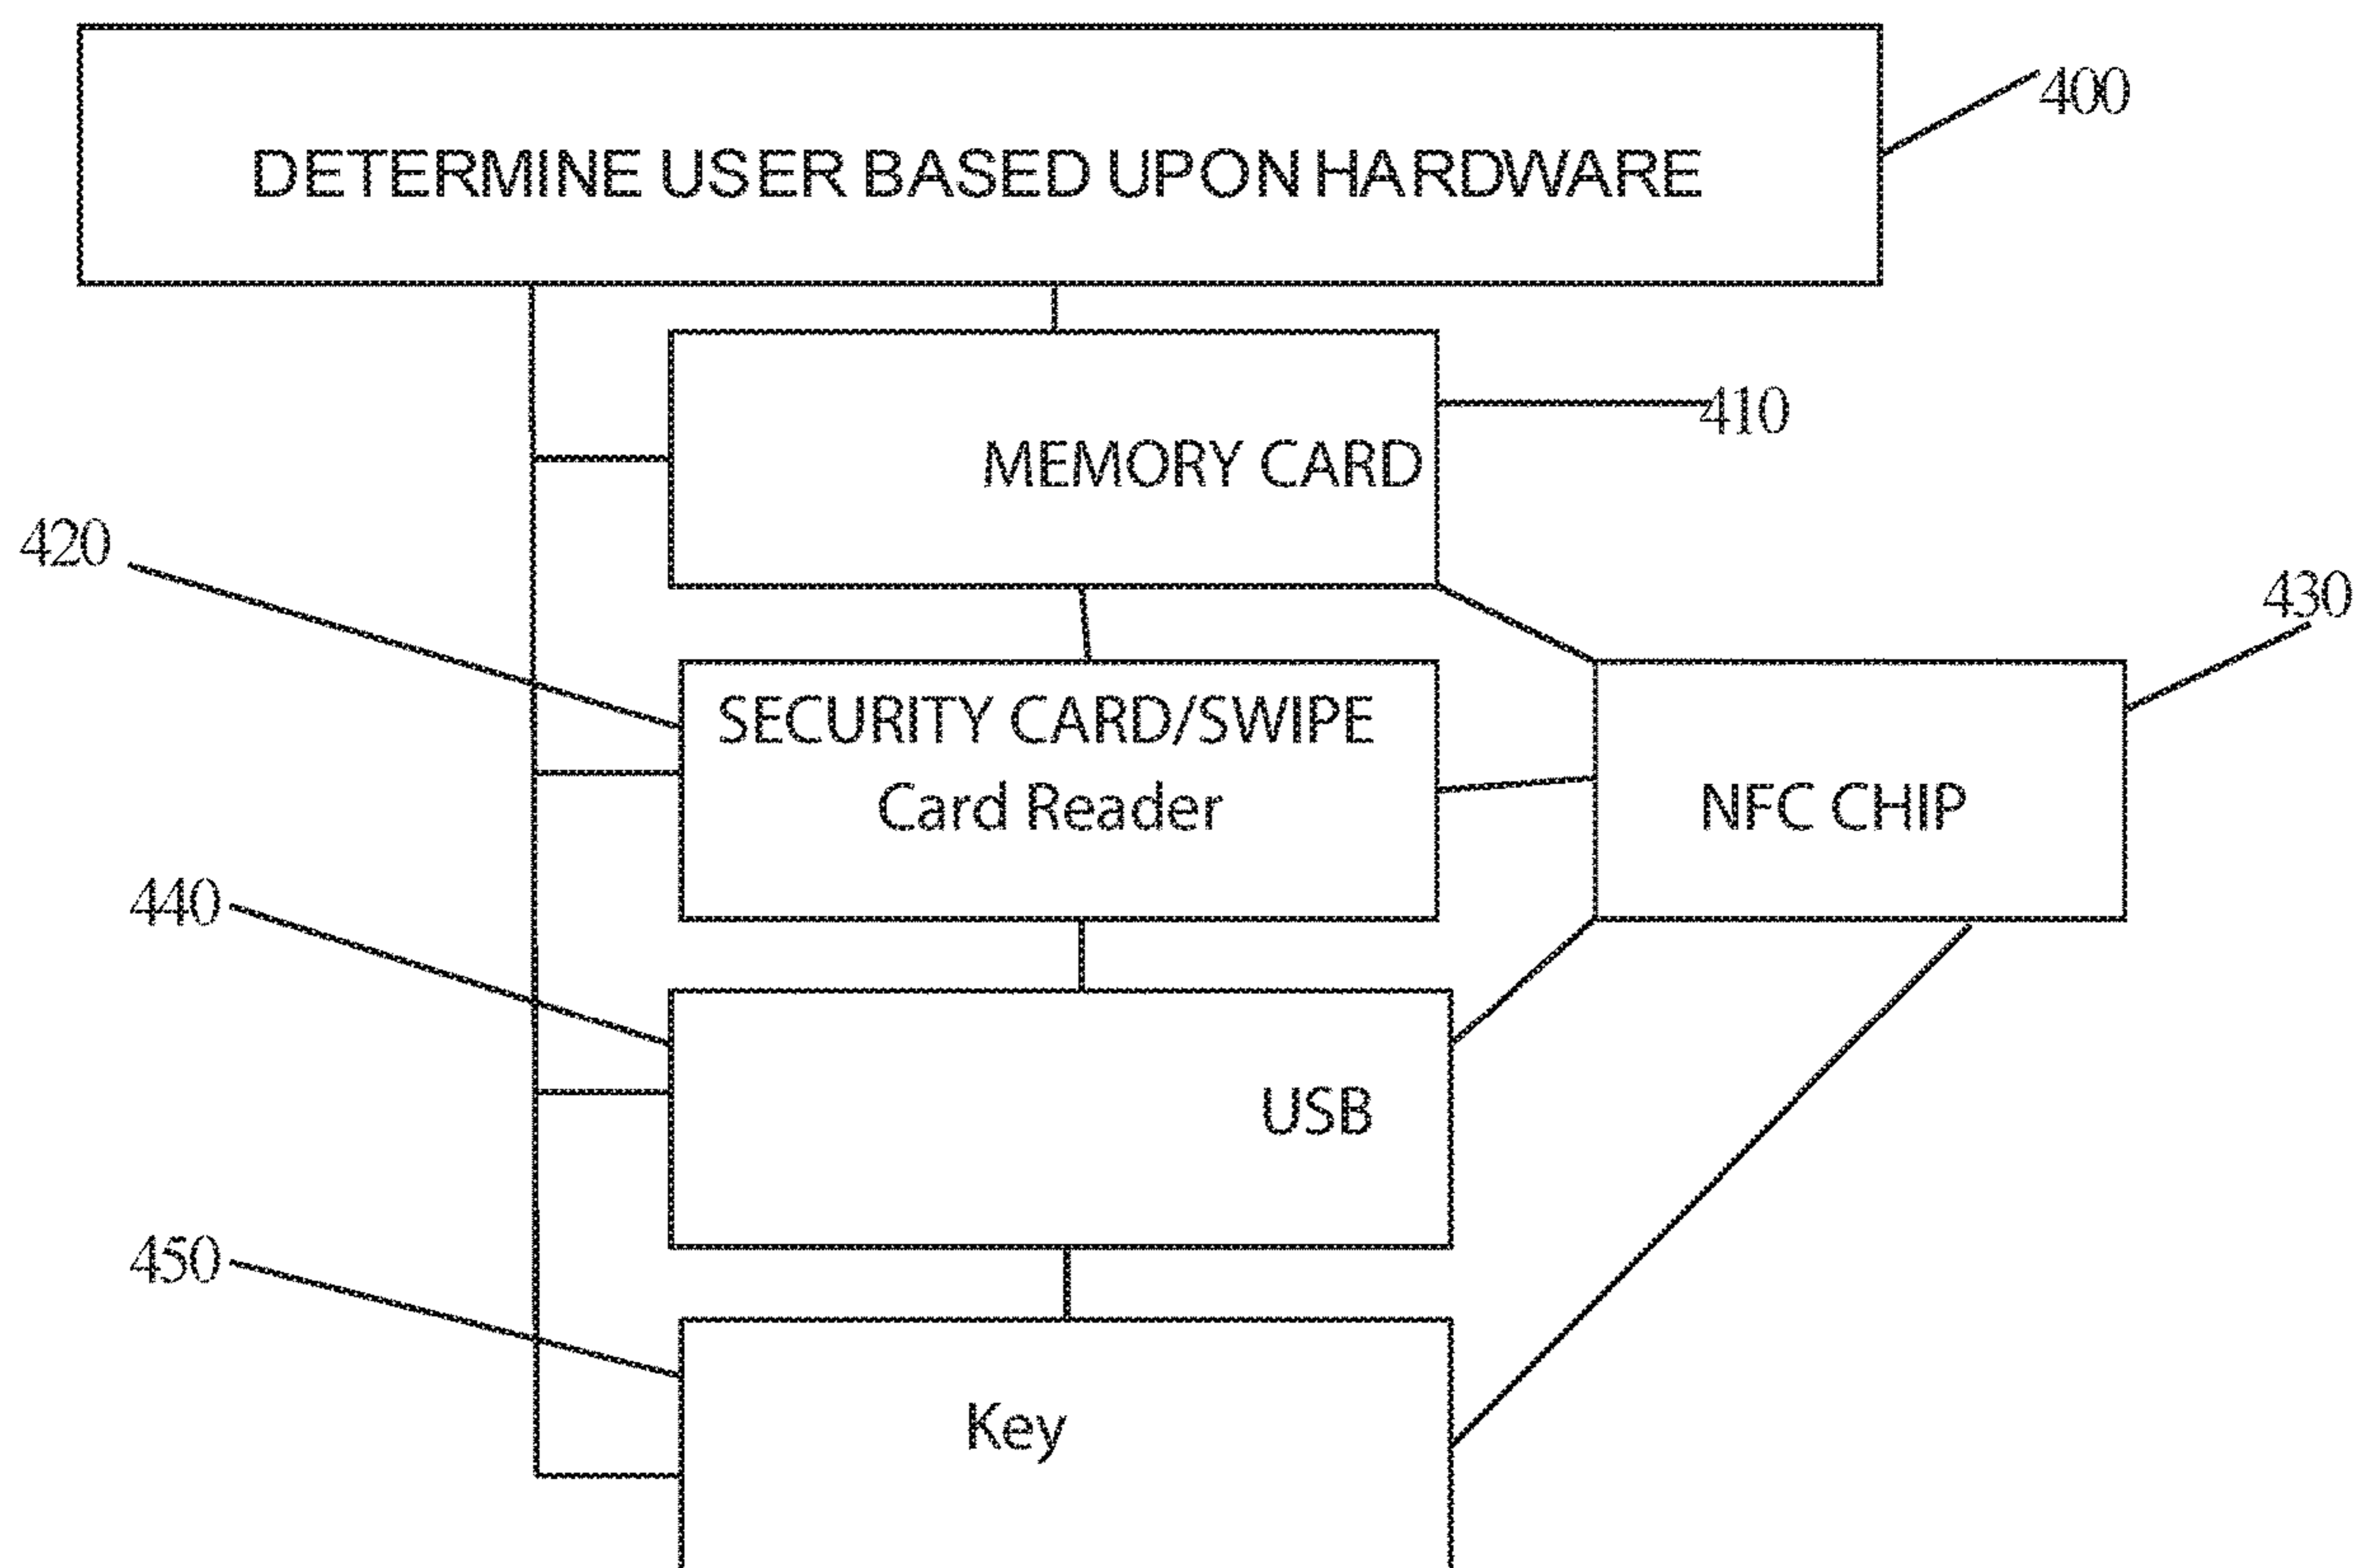 DETERMINE USER BASED UPON HARDWARE
400
MEMORY CARD
410
420
430
SECURITY CARD/SWIPE
Card Reader
NFC CHIP
440
USB
450
Key